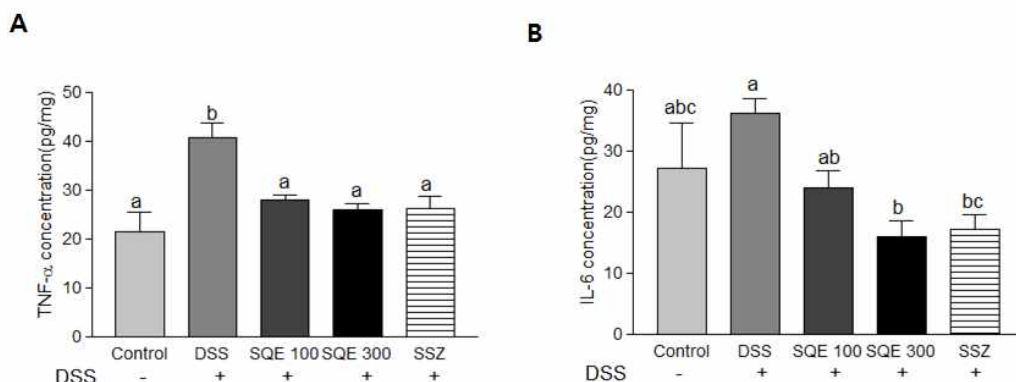 A
TNF-α concentration(pg/mg)
50
40
30
20
10
0
a
b
a
a
a
Control DSS SQE 100 SQE 300 SSZ
DSS - + + + +
B
IL-6 concentration(pg/mg)
40
30
20
10
0
abc
a
ab
b
bc
Control DSS SQE 100 SQE 300 SSZ
DSS - + + + +